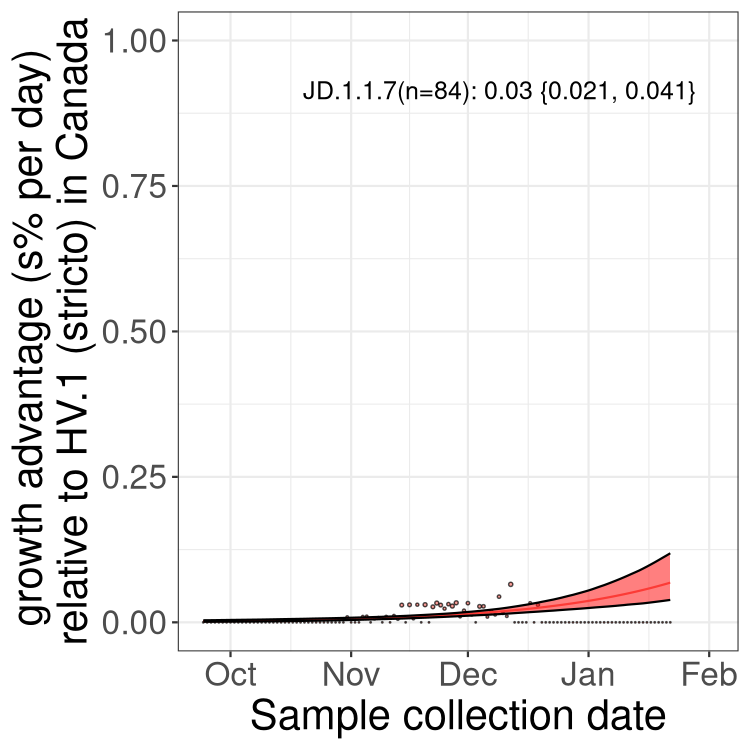 growth advantage (s% per day)
relative to HV.1 (stricto) in Canada
1.00
JD.1.1.7(n=84): 0.03 {0.021, 0.041}
0.75
0.50
0.25
0.00
Oct Nov Dec Jan Feb
Sample collection date